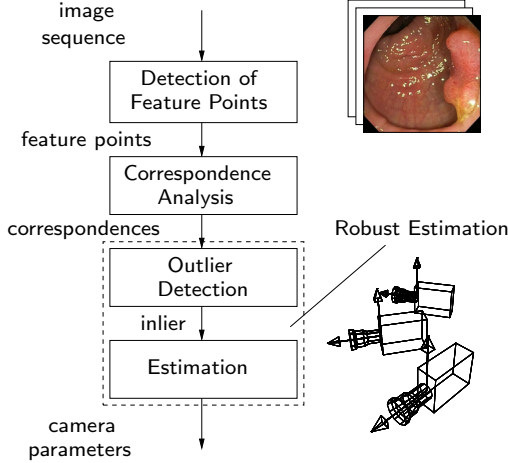 image
sequence
Detection of
Feature Points
feature points
Correspondence
Analysis
correspondences
Robust Estimation
Outlier
Detection
inlier
Estimation
camera
parameters